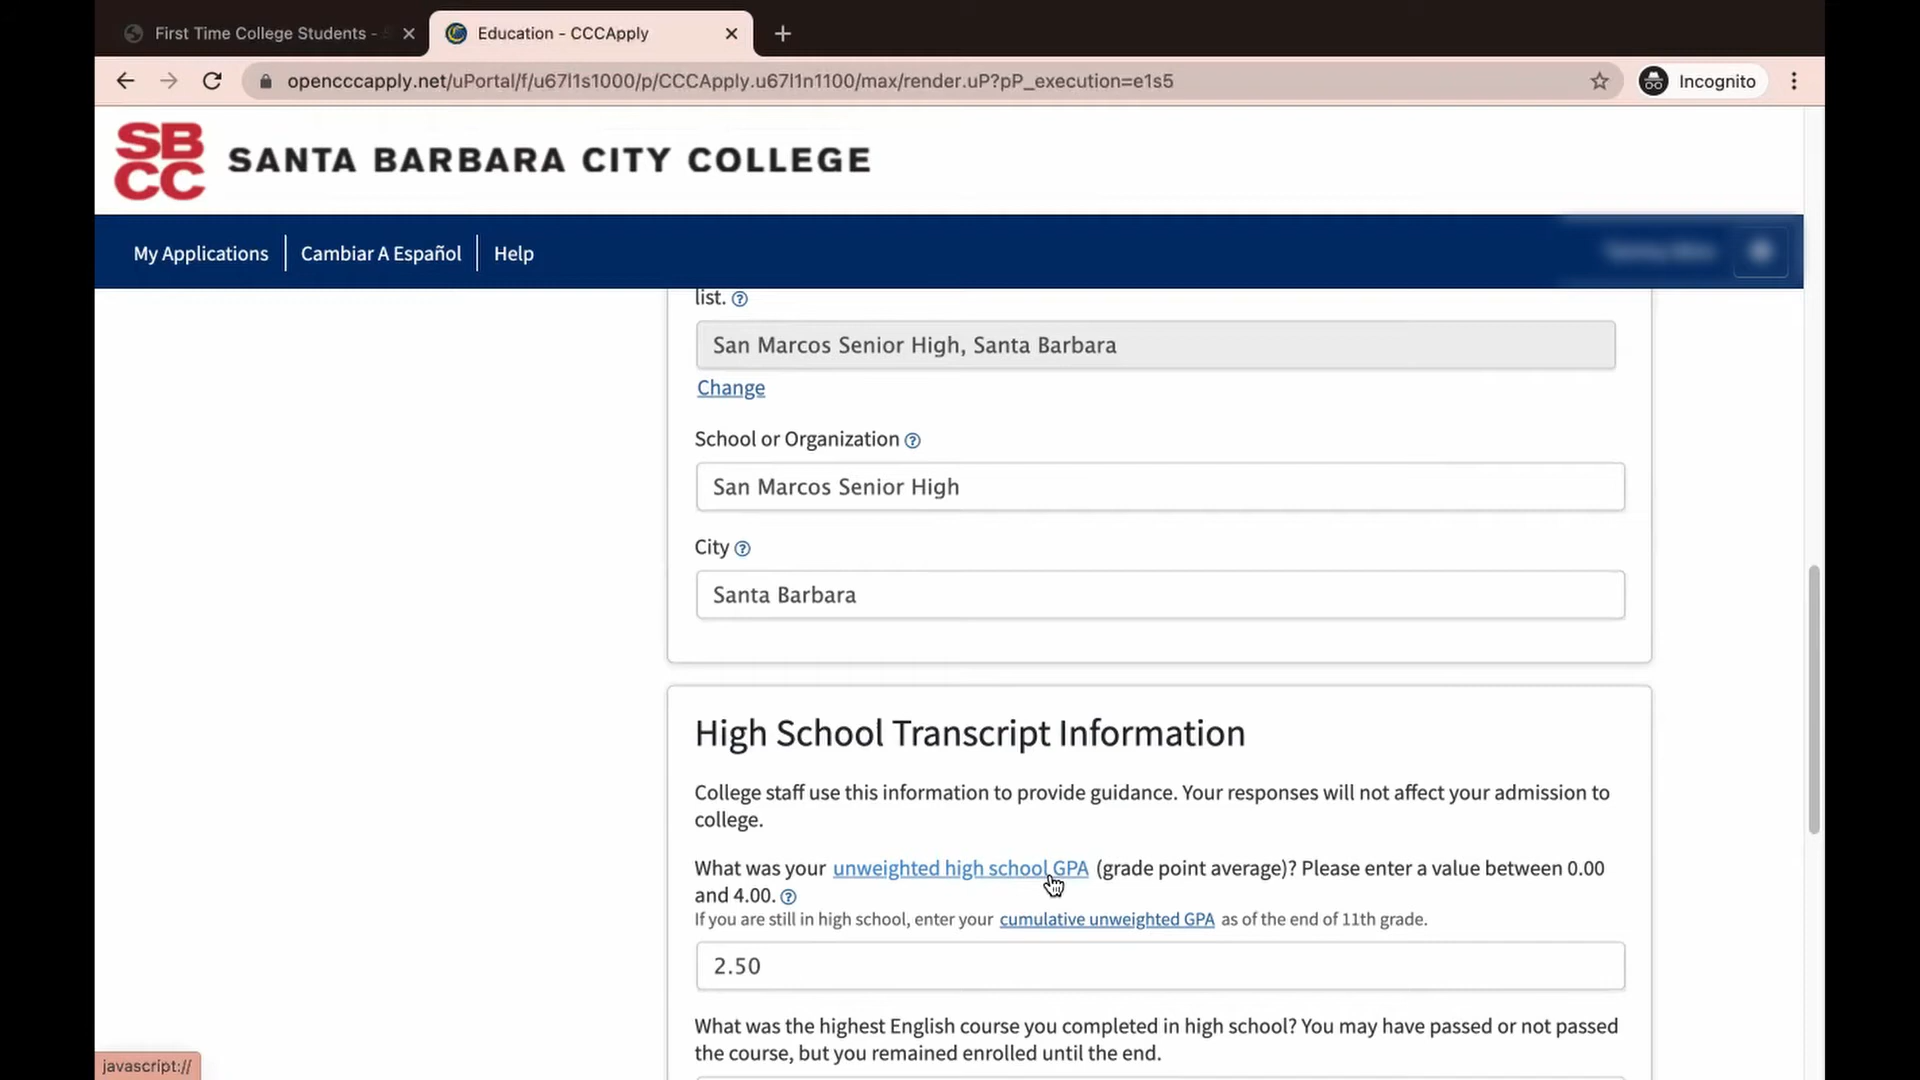 First Time College Students -
Education - CCCApply
opencccapply.net/uPortal/f/u67l1s1000/p/CCCApply.u67l1n1100/max/render.uP?pP_execution=e1s5
Incognito
SB
CC
SANTA BARBARA CITY COLLEGE
My Applications
Cambiar A Español
Help
list.
San Marcos Senior High, Santa Barbara
Change
School or Organization
San Marcos Senior High
City
Santa Barbara
High School Transcript Information
College staff use this information to provide guidance. Your responses will not affect your admission to
college.
What was your unweighted high school GPA (grade point average)? Please enter a value between 0.00
and 4.00.
If you are still in high school, enter your cumulative unweighted GPA as of the end of 11th grade.
2.50
What was the highest English course you completed in high school? You may have passed or not passed
the course, but you remained enrolled until the end.
javascript://